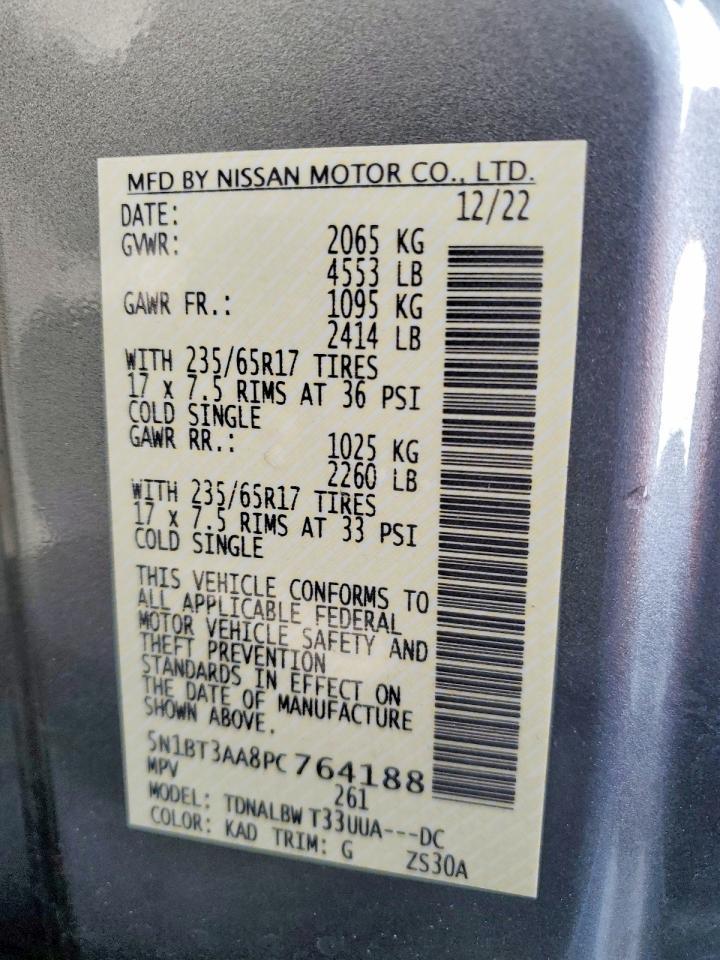 MFD BY NISSAN MOTOR CO., LTD.
DATE: 12/22
GVWR: 2065 KG
4553 LB
GAWR FR.: 1095 KG
2414 LB
WITH 235/65R17 TIRES
17 x 7.5 RIMS AT 36 PSI
COLD SINGLE
GAWR RR.: 1025 KG
2260 LB
WITH 235/65R17 TIRES
17 x 7.5 RIMS AT 33 PSI
COLD SINGLE
THIS VEHICLE CONFORMS TO
ALL APPLICABLE FEDERAL
MOTOR VEHICLE SAFETY AND
THEFT PREVENTION
STANDARDS IN EFFECT ON
THE DATE OF MANUFACTURE
SHOWN ABOVE.
5N1BT3AA8PC764188
MPV 261
MODEL: TDNALBW T33UUA---DC
COLOR: KAD TRIM: G ZS30A